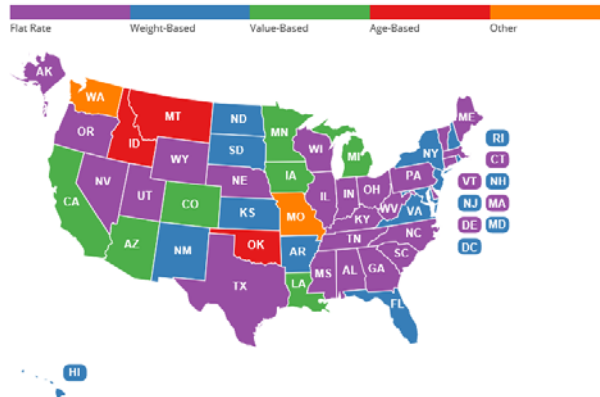 Flat Rate Weight-Based Value-Based Age-Based Other
AK
WA
MT
ND
MN
ME
OR
ID
SD
WI
MI
NY
RI
WY
IA
CT
NV
NE
PA
VT NH
CA
UT
CO
KS
MO
IL
IN
OH
WV
VA
NJ MA
KY
DE MD
AZ
NM
OK
AR
TN
NC
DC
TX
LA
MS
AL
GA
SC
FL
HI